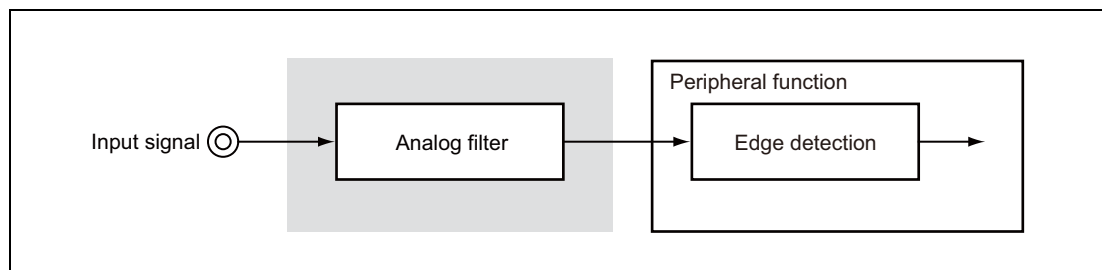 Peripheral function
Input signal
Analog filter
Edge detection